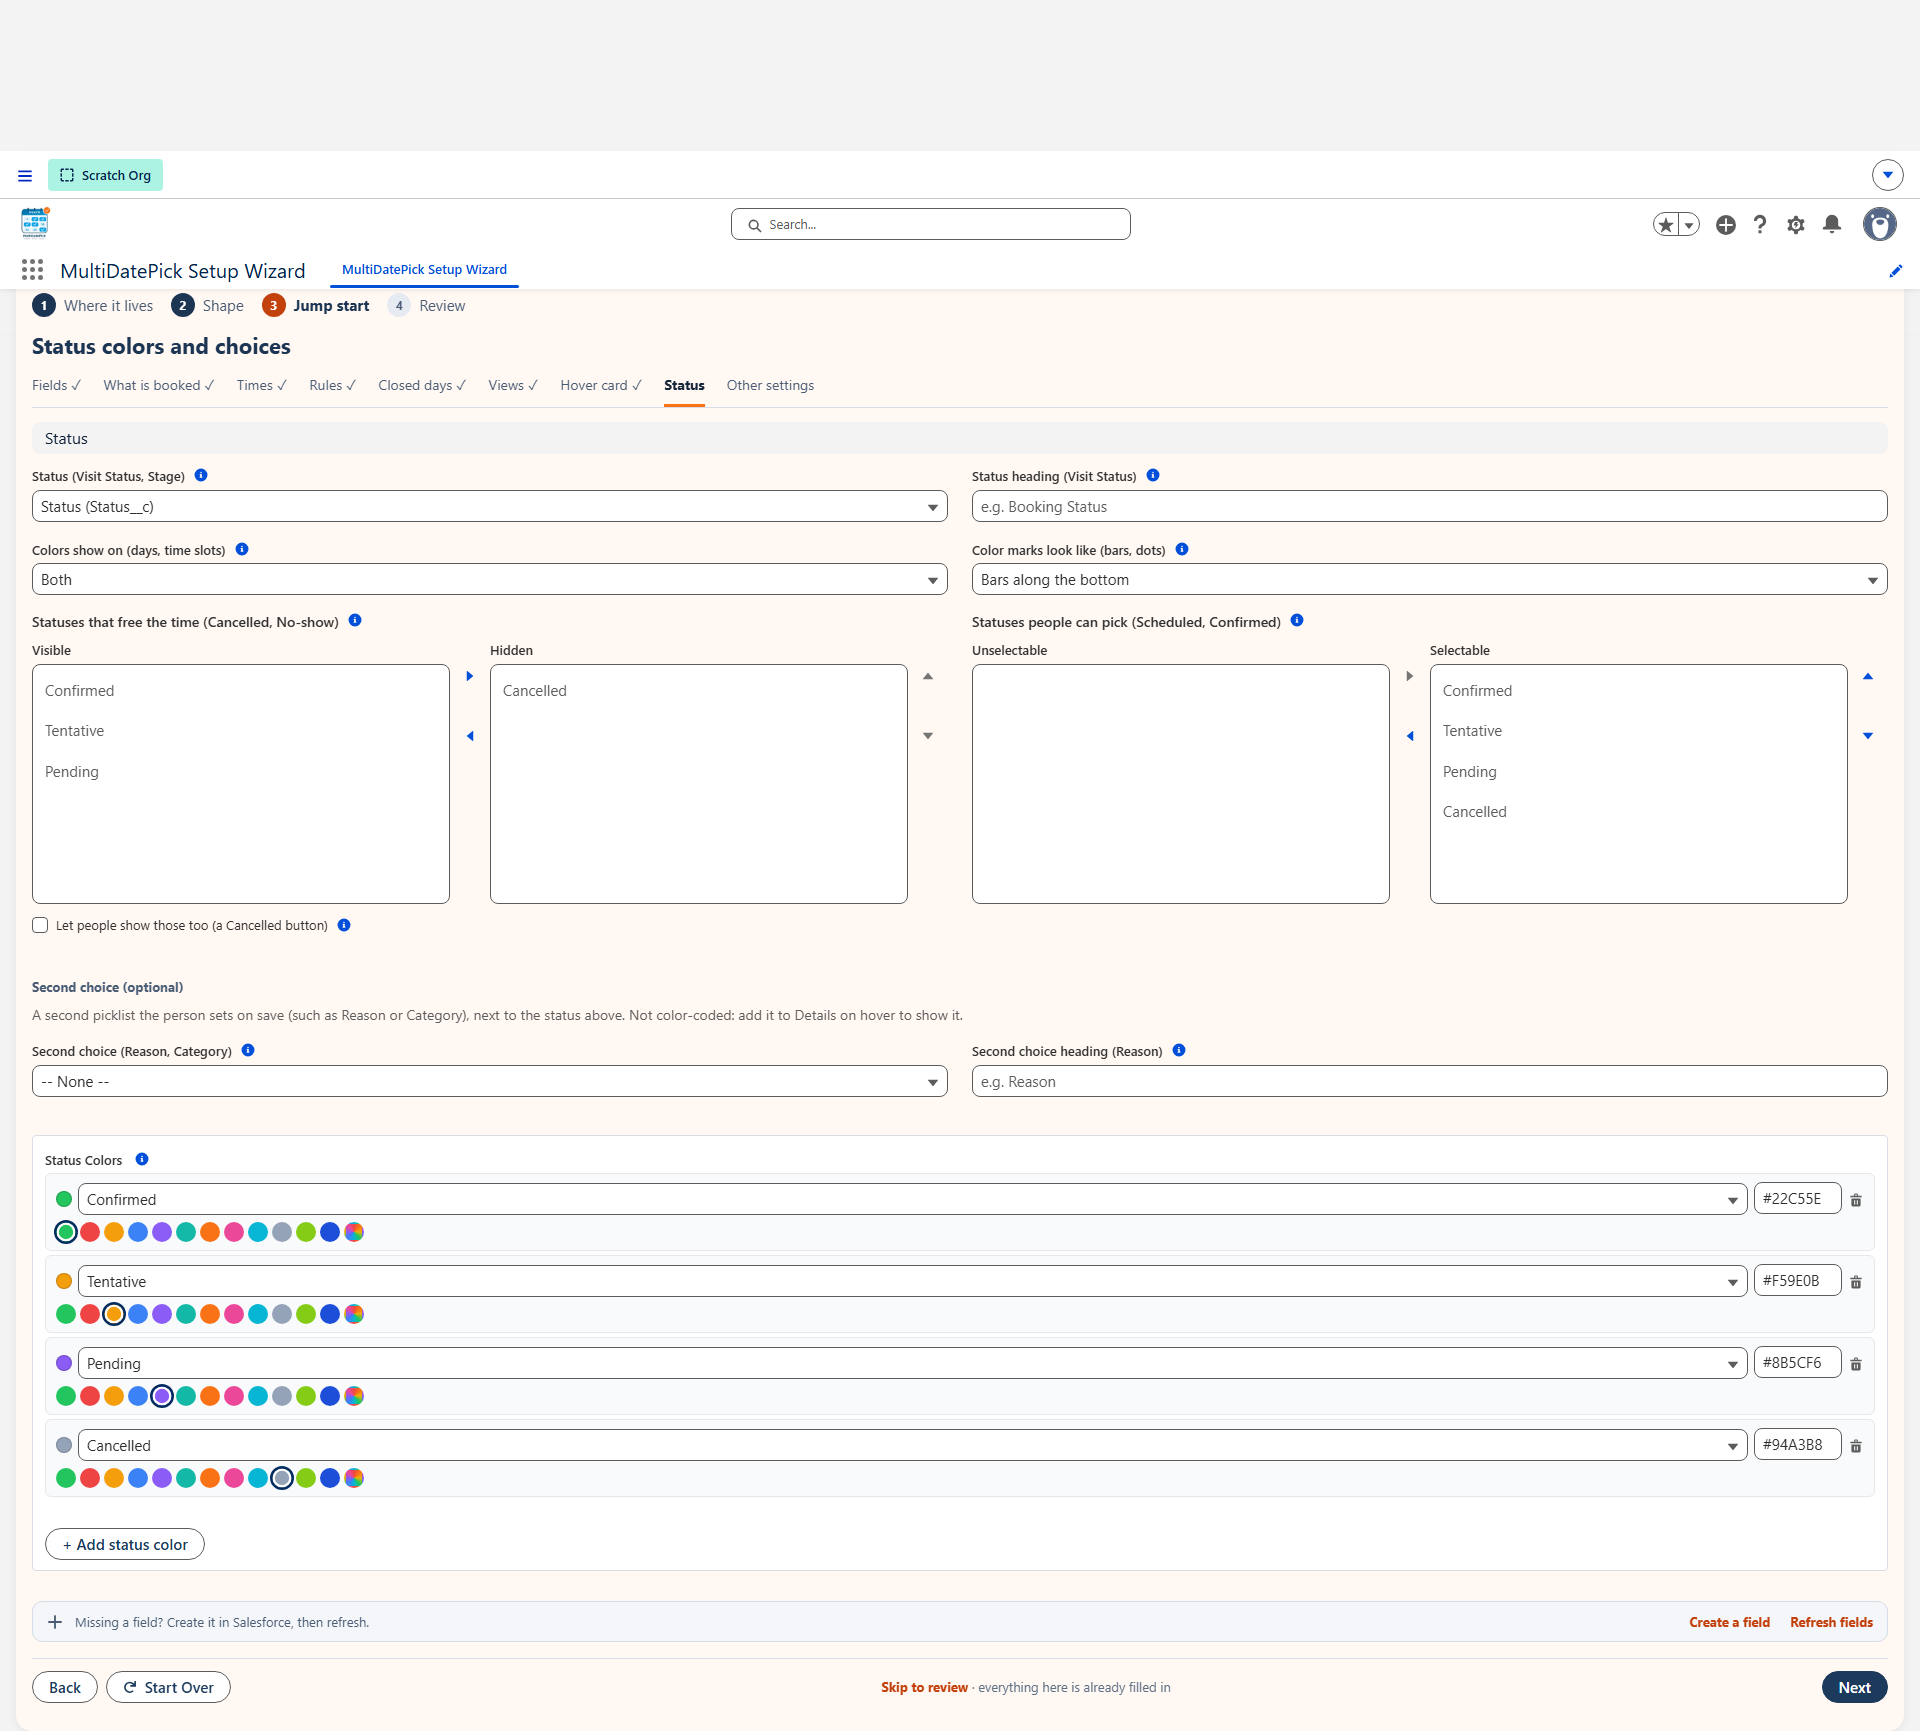 Scratch Org
Search...
MultiDatePick Setup Wizard
MultiDatePick Setup Wizard
1 Where it lives 2 Shape 3 Jump start 4 Review
Status colors and choices
Fields ✓ What is booked ✓ Times ✓ Rules ✓ Closed days ✓ Views ✓ Hover card ✓ Status Other settings
Status
Status (Visit Status, Stage)
Status heading (Visit Status)
Status (Status__c)
e.g. Booking Status
Colors show on (days, time slots)
Color marks look like (bars, dots)
Both
Bars along the bottom
Statuses that free the time (Cancelled, No-show)
Statuses people can pick (Scheduled, Confirmed)
Visible
Hidden
Unselectable
Selectable
Confirmed
Tentative
Pending
Cancelled
Confirmed
Tentative
Pending
Cancelled
Let people show those too (a Cancelled button)
Second choice (optional)
A second picklist the person sets on save (such as Reason or Category), next to the status above. Not color-coded: add it to Details on hover to show it.
Second choice (Reason, Category)
Second choice heading (Reason)
-- None --
e.g. Reason
Status Colors
Confirmed #22C55E
Tentative #F59E0B
Pending #8B5CF6
Cancelled #94A3B8
+ Add status color
Missing a field? Create it in Salesforce, then refresh.
Create a field Refresh fields
Back Start Over
Skip to review · everything here is already filled in
Next